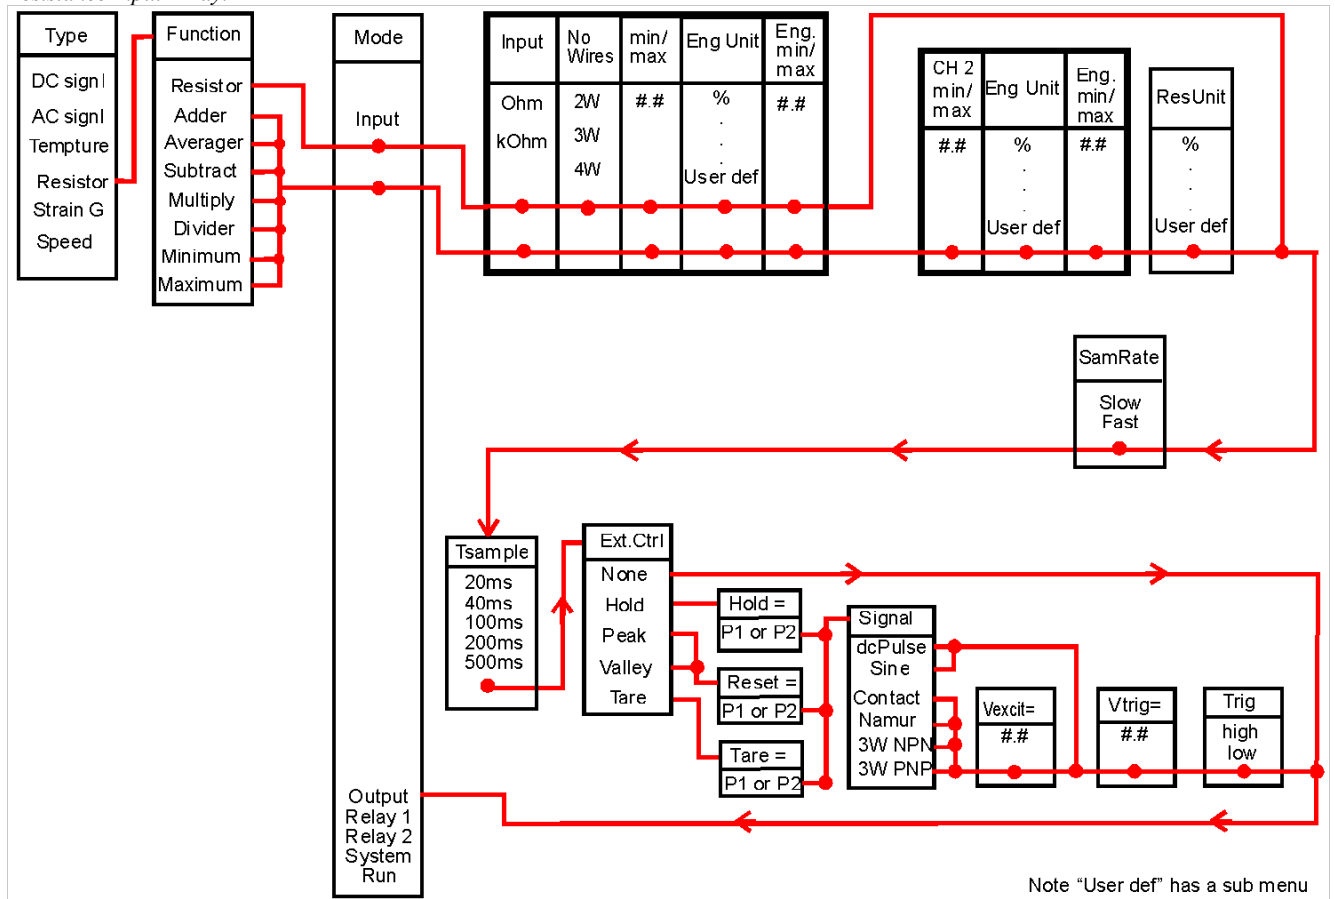 Type
DC signl
AC signl
Tempture
Resistor
Strain G
Speed
Function
Resistor
Adder
Averager
Subtract
Multiply
Divider
Minimum
Maximum
Mode
Input
Output
Relay 1
Relay 2
System
Run
Input
Ohm
kOhm
No
Wires
2W
3W
4W
min/
max
#.#
Eng Unit
%
.
.
.
User def
Eng.
min/
max
#.#
CH 2
min/
max
#.#
Eng Unit
%
.
.
.
User def
Eng.
min/
max
#.#
ResUnit
%
.
.
.
User def
SamRate
Slow
Fast
Tsample
20ms
40ms
100ms
200ms
500ms
Ext.Ctrl
None
Hold
Peak
Valley
Tare
Hold =
P1 or P2
Reset =
P1 or P2
Tare =
P1 or P2
Signal
dcPulse
Sine
Contact
Namur
3W NPN
3W PNP
Vexcit=
#.#
Vtrig=
#.#
Trig
high
low
Note “User def” has a sub menu